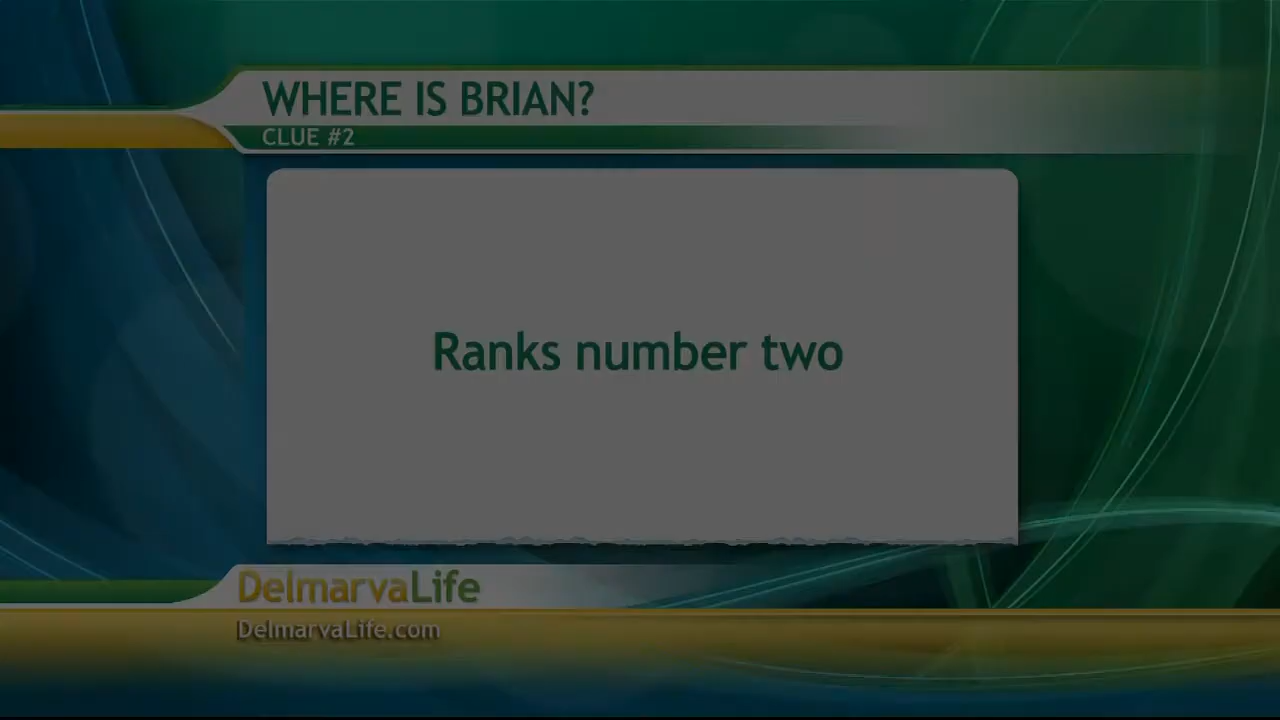 WHERE IS BRIAN?
CLUE #2
Ranks number two
DelmarvaLife
DelmarvaLife.com